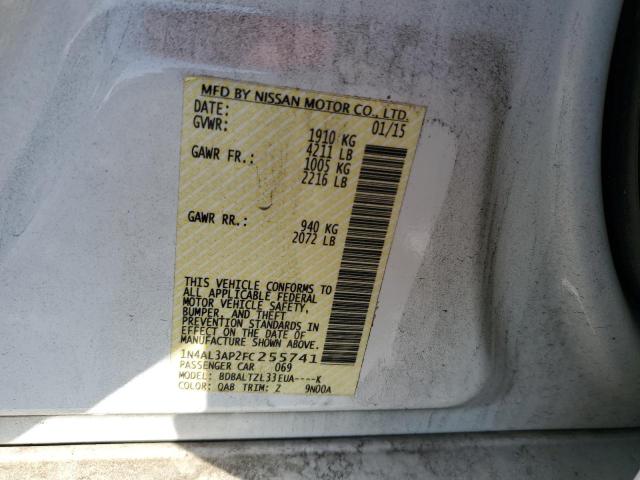 MFD BY NISSAN MOTOR CO., LTD.
DATE: 01/15
GVWR: 1910 KG
4211 LB
GAWR FR.: 1005 KG
2216 LB
GAWR RR.: 940 KG
2072 LB
THIS VEHICLE CONFORMS TO
ALL APPLICABLE FEDERAL
MOTOR VEHICLE SAFETY,
BUMPER, AND THEFT
PREVENTION STANDARDS IN
EFFECT ON THE DATE OF
MANUFACTURE SHOWN ABOVE.
1N4AL3AP2FC255741
PASSENGER CAR 069
MODEL: BDBALTZL33EUA----K
COLOR: QAB TRIM: Z 9N00A